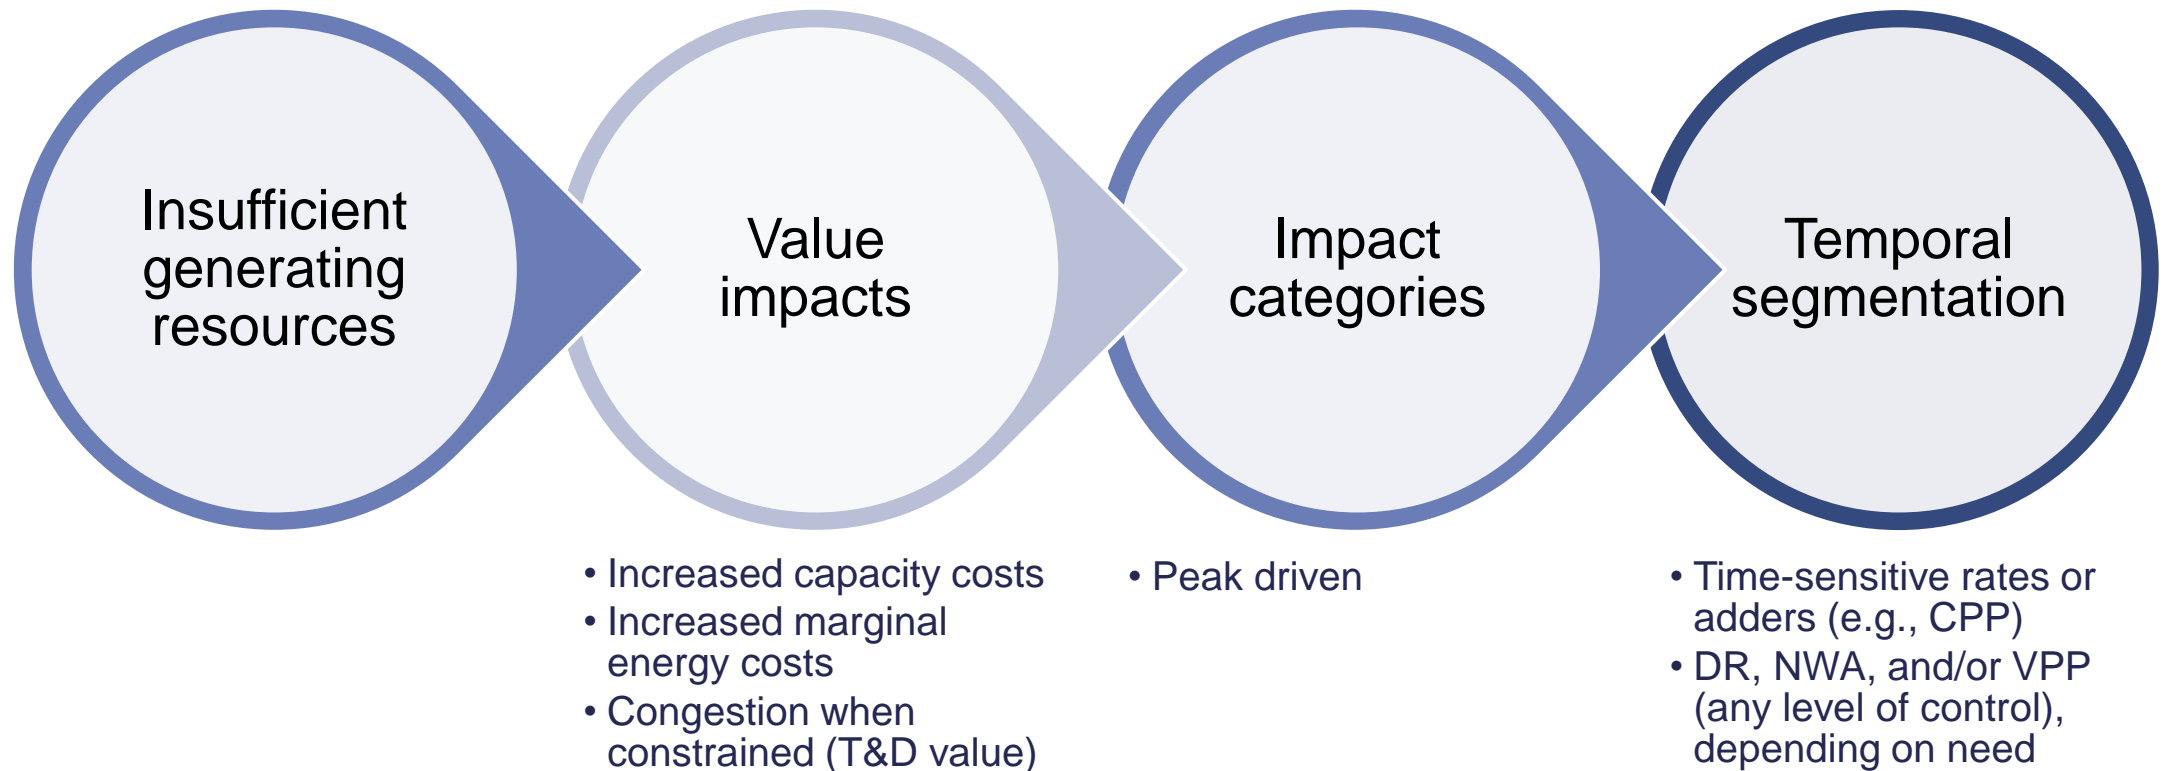 Insufficient
generating
resources
Value
impacts
Impact
categories
Temporal
segmentation
• Increased capacity costs
• Increased marginal
energy costs
• Congestion when
constrained (T&D value)
• Peak driven
• Time-sensitive rates or
adders (e.g., CPP)
• DR, NWA, and/or VPP
(any level of control),
depending on need